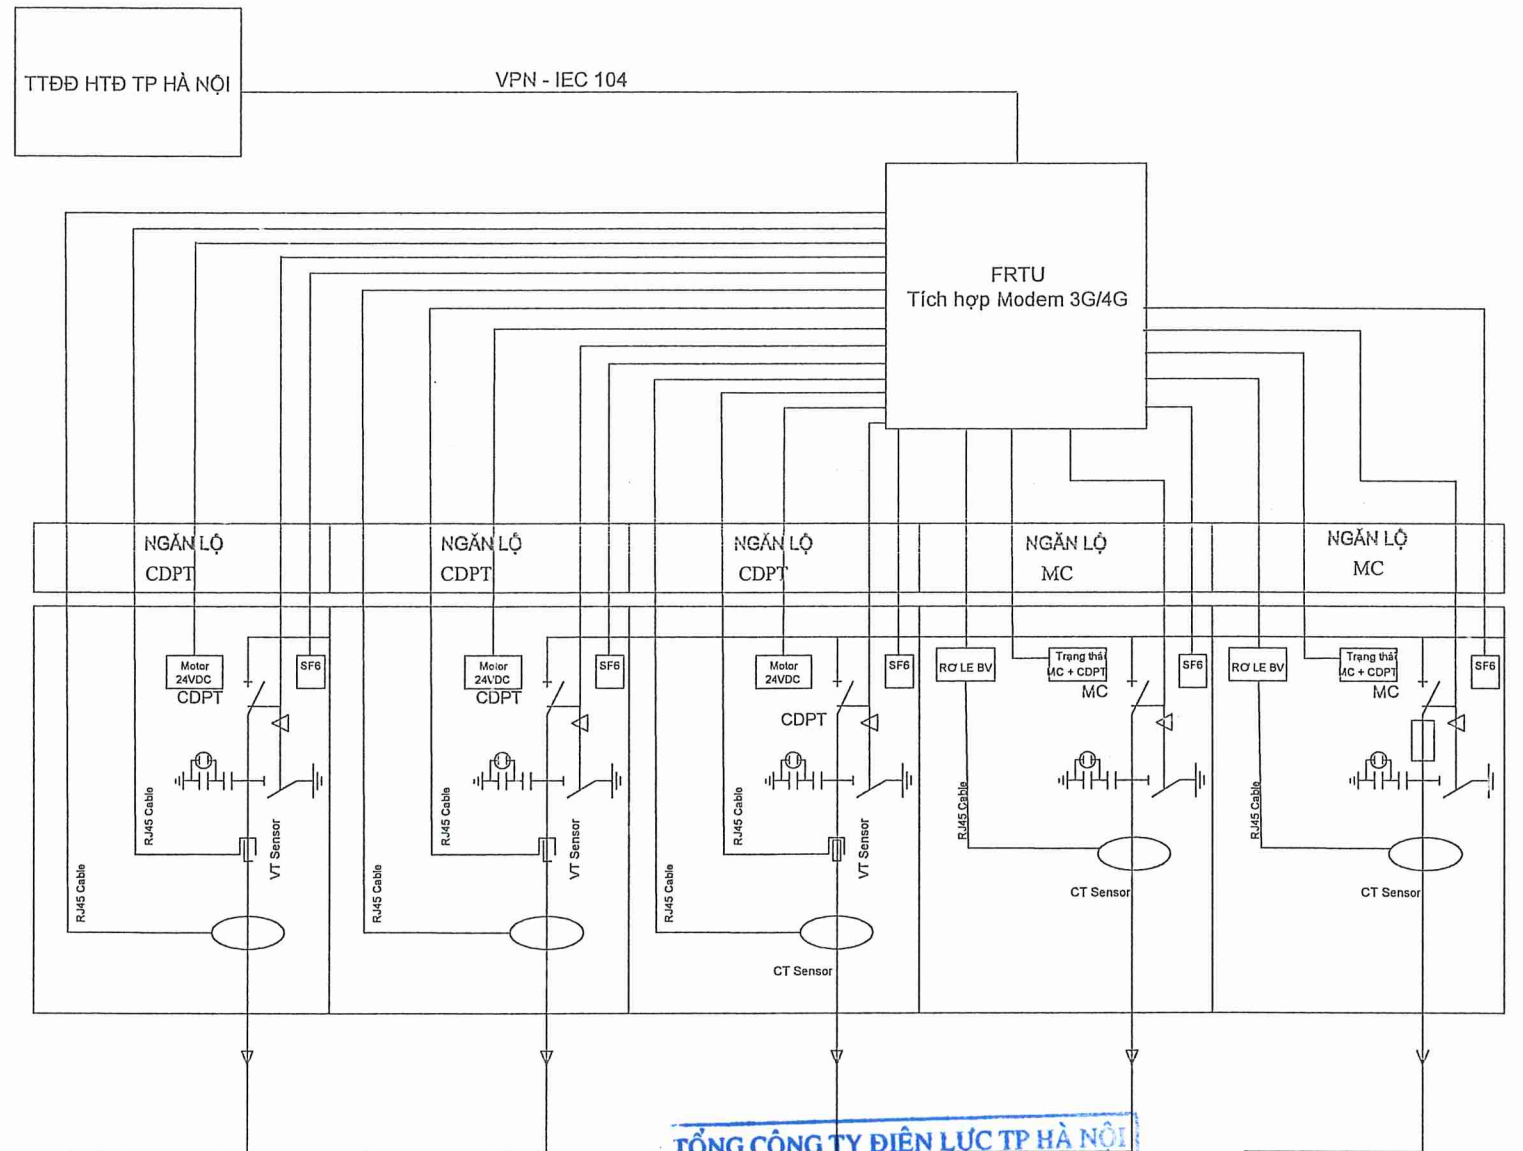 TTĐĐ HTĐ TP HÀ NỘI
VPN - IEC 104
FRTU
Tích hợp Modem 3G/4G
NGĂN LỘ
CDPT
NGĂN LỘ
CDPT
NGĂN LỘ
CDPT
NGĂN LỘ
MC
NGĂN LỘ
MC
Motor
24VDC
CDPT
SF6
RJ45 Cable
RJ45 Cable
VT Sensor
Motor
24VDC
CDPT
SF6
RJ45 Cable
RJ45 Cable
VT Sensor
Motor
24VDC
CDPT
SF6
RJ45 Cable
RJ45 Cable
VT Sensor
CT Sensor
RƠ LE BV
Trạng thái
MC + CDPT
MC
SF6
RJ45 Cable
CT Sensor
RƠ LE BV
Trạng thái
MC + CDPT
MC
SF6
RJ45 Cable
CT Sensor
TỔNG CÔNG TY ĐIỆN LỰC TP HÀ NỘI